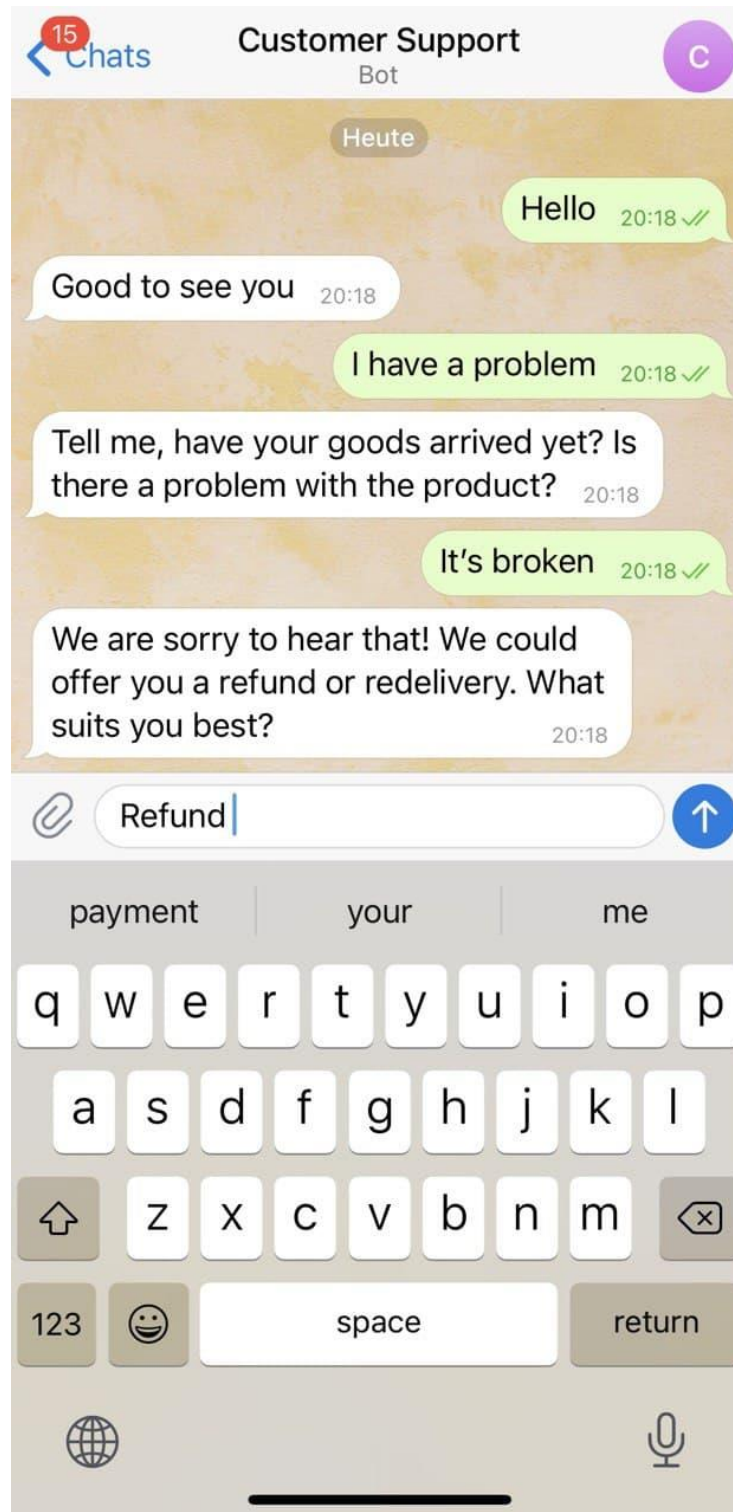 15
Chats
Customer Support
Bot
C
Heute
Hello 20:18
Good to see you 20:18
I have a problem 20:18
Tell me, have your goods arrived yet? Is
there a problem with the product? 20:18
It's broken 20:18
We are sorry to hear that! We could
offer you a refund or redelivery. What
suits you best? 20:18
Refund
payment your me
q w e r t y u i o p
a s d f g h j k l
z x c v b n m
123 space return